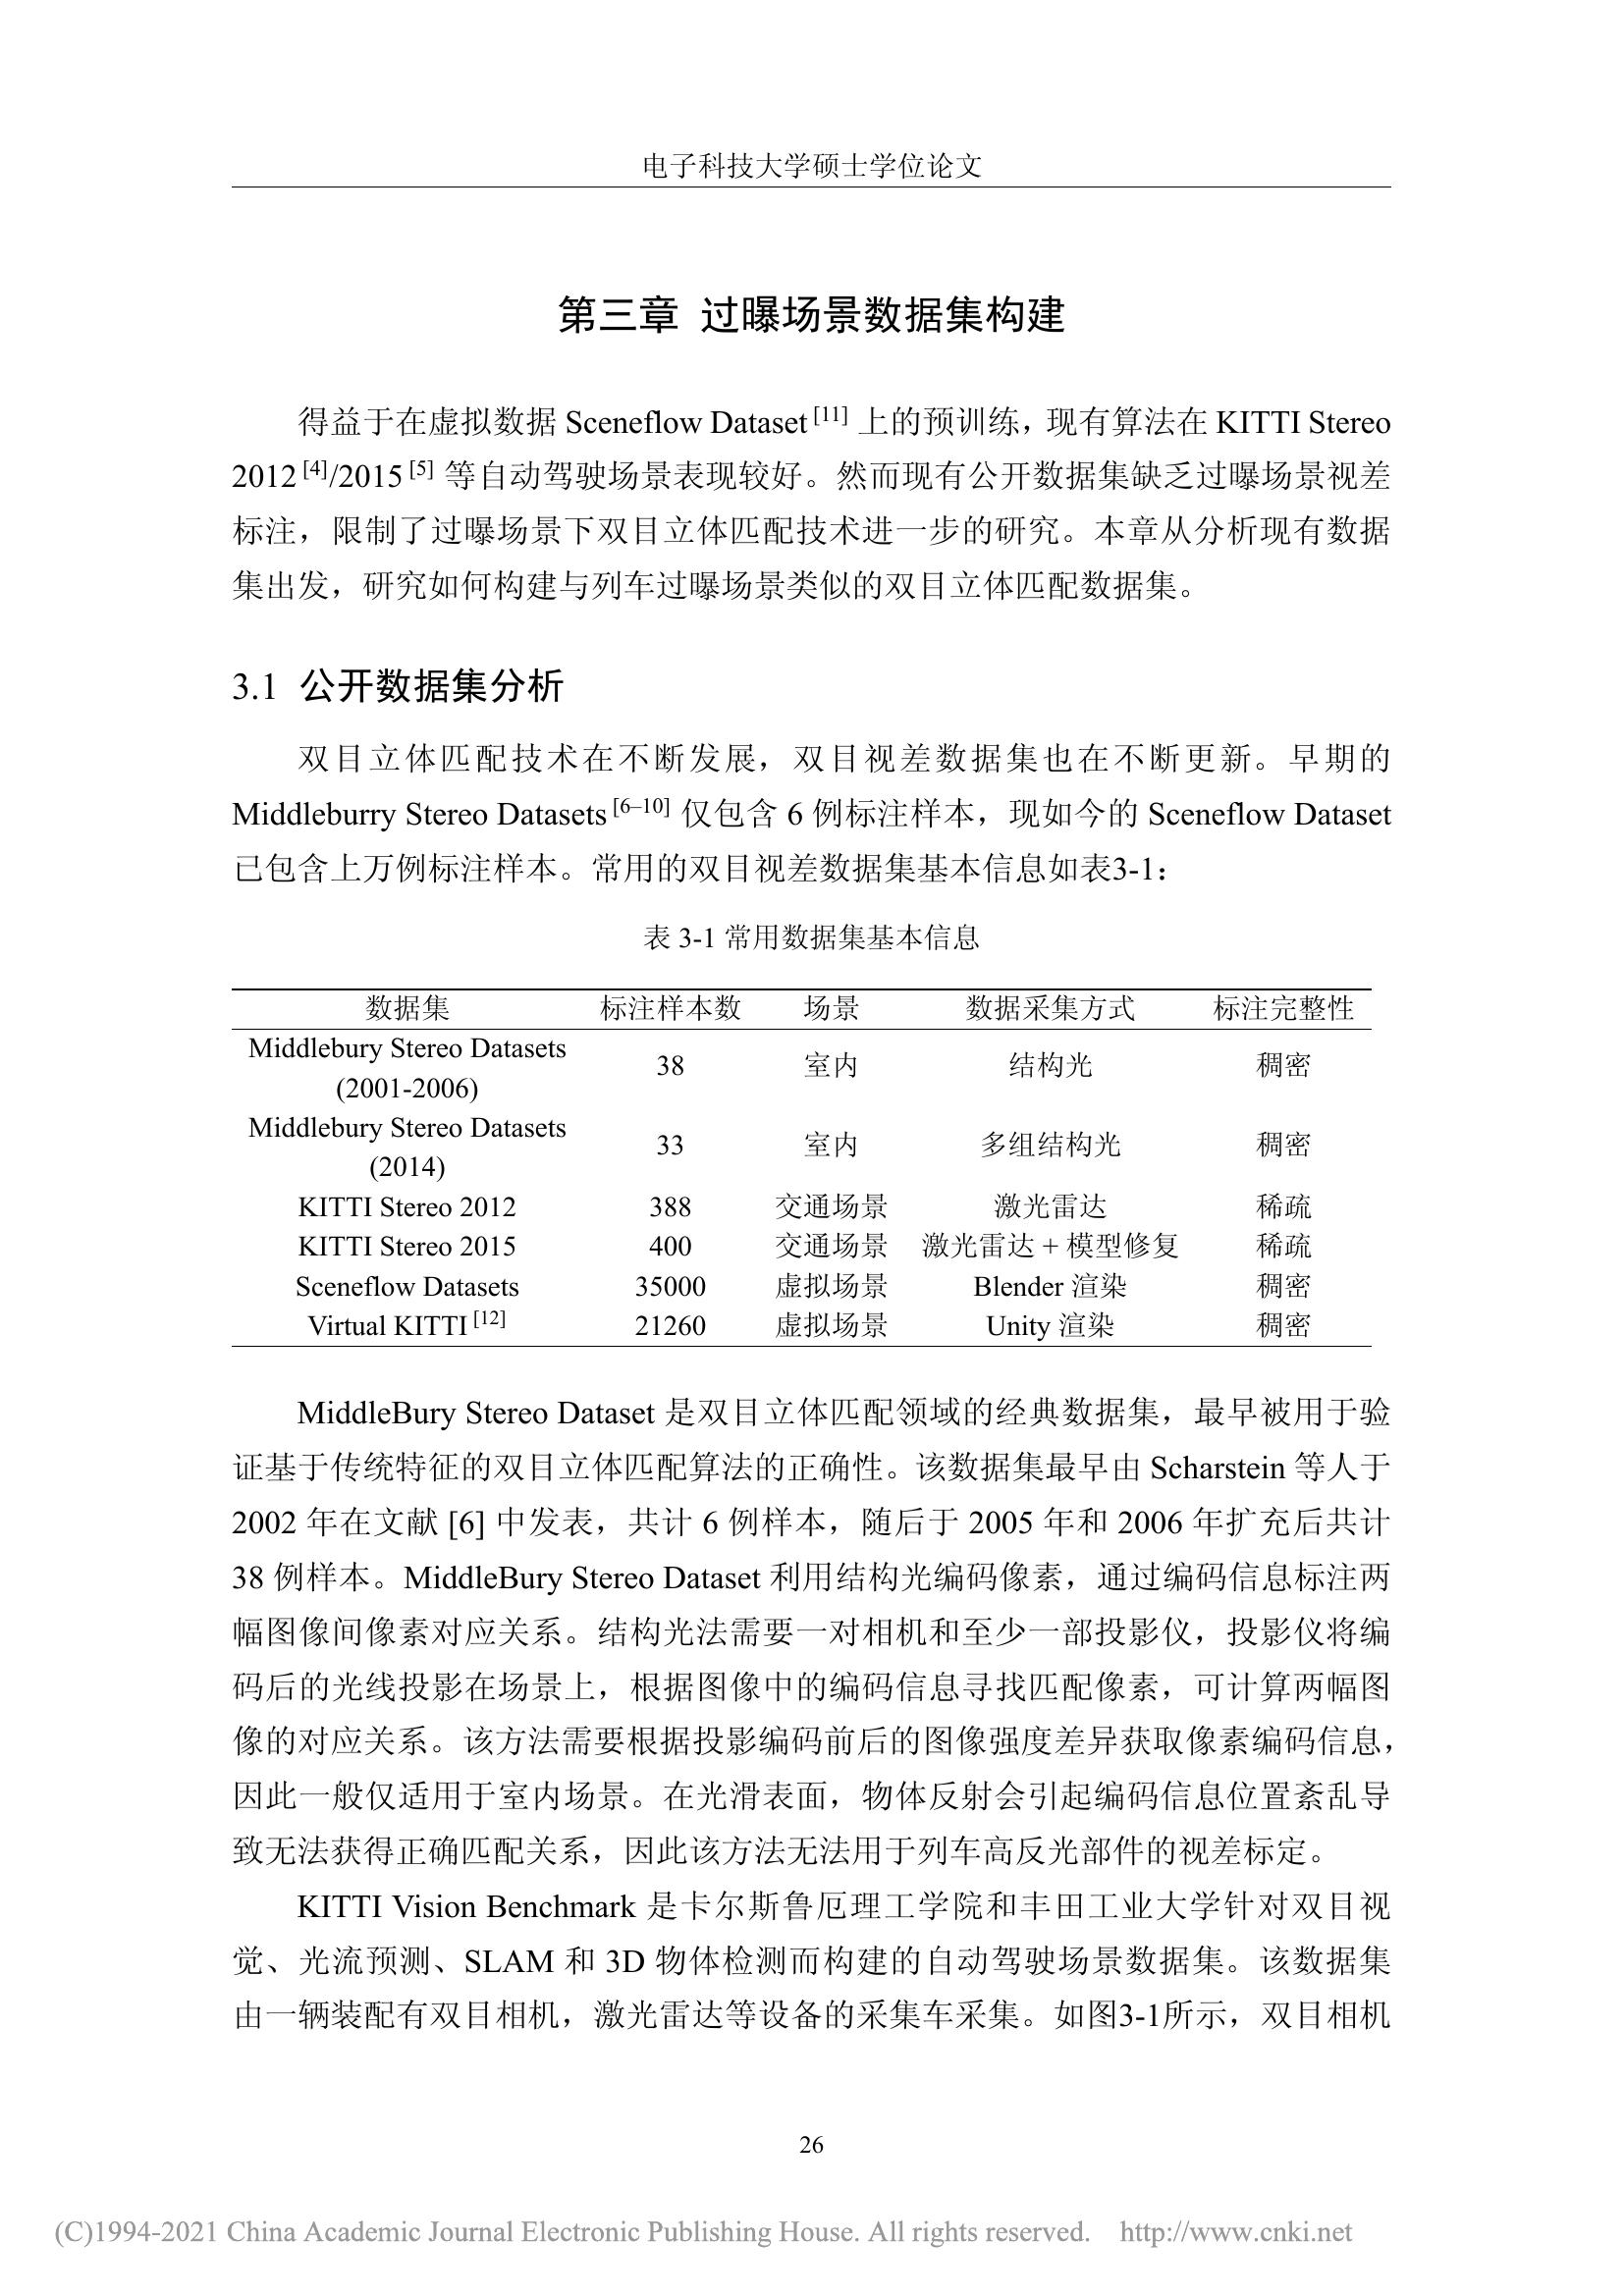 电子科技大学硕士学位论文
第三章 过曝场景数据集构建
得益于在虚拟数据 Sceneflow Dataset [11] 上的预训练，现有算法在 KITTI Stereo
2012 [4]/2015 [5] 等自动驾驶场景表现较好。然而现有公开数据集缺乏过曝场景视差
标注，限制了过曝场景下双目立体匹配技术进一步的研究。本章从分析现有数据
集出发，研究如何构建与列车过曝场景类似的双目立体匹配数据集。
3.1 公开数据集分析
双目立体匹配技术在不断发展，双目视差数据集也在不断更新。早期的
Middleburry Stereo Datasets [6–10] 仅包含 6 例标注样本，现如今的 Sceneflow Dataset
已包含上万例标注样本。常用的双目视差数据集基本信息如表3-1：
表 3-1 常用数据集基本信息
数据集 标注样本数 场景 数据采集方式 标注完整性
Middlebury Stereo Datasets
(2001-2006) 38 室内 结构光 稠密
Middlebury Stereo Datasets
(2014) 33 室内 多组结构光 稠密
KITTI Stereo 2012 388 交通场景 激光雷达 稀疏
KITTI Stereo 2015 400 交通场景 激光雷达 + 模型修复 稀疏
Sceneflow Datasets 35000 虚拟场景 Blender 渲染 稠密
Virtual KITTI [12] 21260 虚拟场景 Unity 渲染 稠密
MiddleBury Stereo Dataset 是双目立体匹配领域的经典数据集，最早被用于验
证基于传统特征的双目立体匹配算法的正确性。该数据集最早由 Scharstein 等人于
2002 年在文献 [6] 中发表，共计 6 例样本，随后于 2005 年和 2006 年扩充后共计
38 例样本。MiddleBury Stereo Dataset 利用结构光编码像素，通过编码信息标注两
幅图像间像素对应关系。结构光法需要一对相机和至少一部投影仪，投影仪将编
码后的光线投影在场景上，根据图像中的编码信息寻找匹配像素，可计算两幅图
像的对应关系。该方法需要根据投影编码前后的图像强度差异获取像素编码信息，
因此一般仅适用于室内场景。在光滑表面，物体反射会引起编码信息位置紊乱导
致无法获得正确匹配关系，因此该方法无法用于列车高反光部件的视差标定。
KITTI Vision Benchmark 是卡尔斯鲁厄理工学院和丰田工业大学针对双目视
觉、光流预测、SLAM 和 3D 物体检测而构建的自动驾驶场景数据集。该数据集
由一辆装配有双目相机，激光雷达等设备的采集车采集。如图3-1所示，双目相机
26
(C)1994-2021 China Academic Journal Electronic Publishing House. All rights reserved. http://www.cnki.net